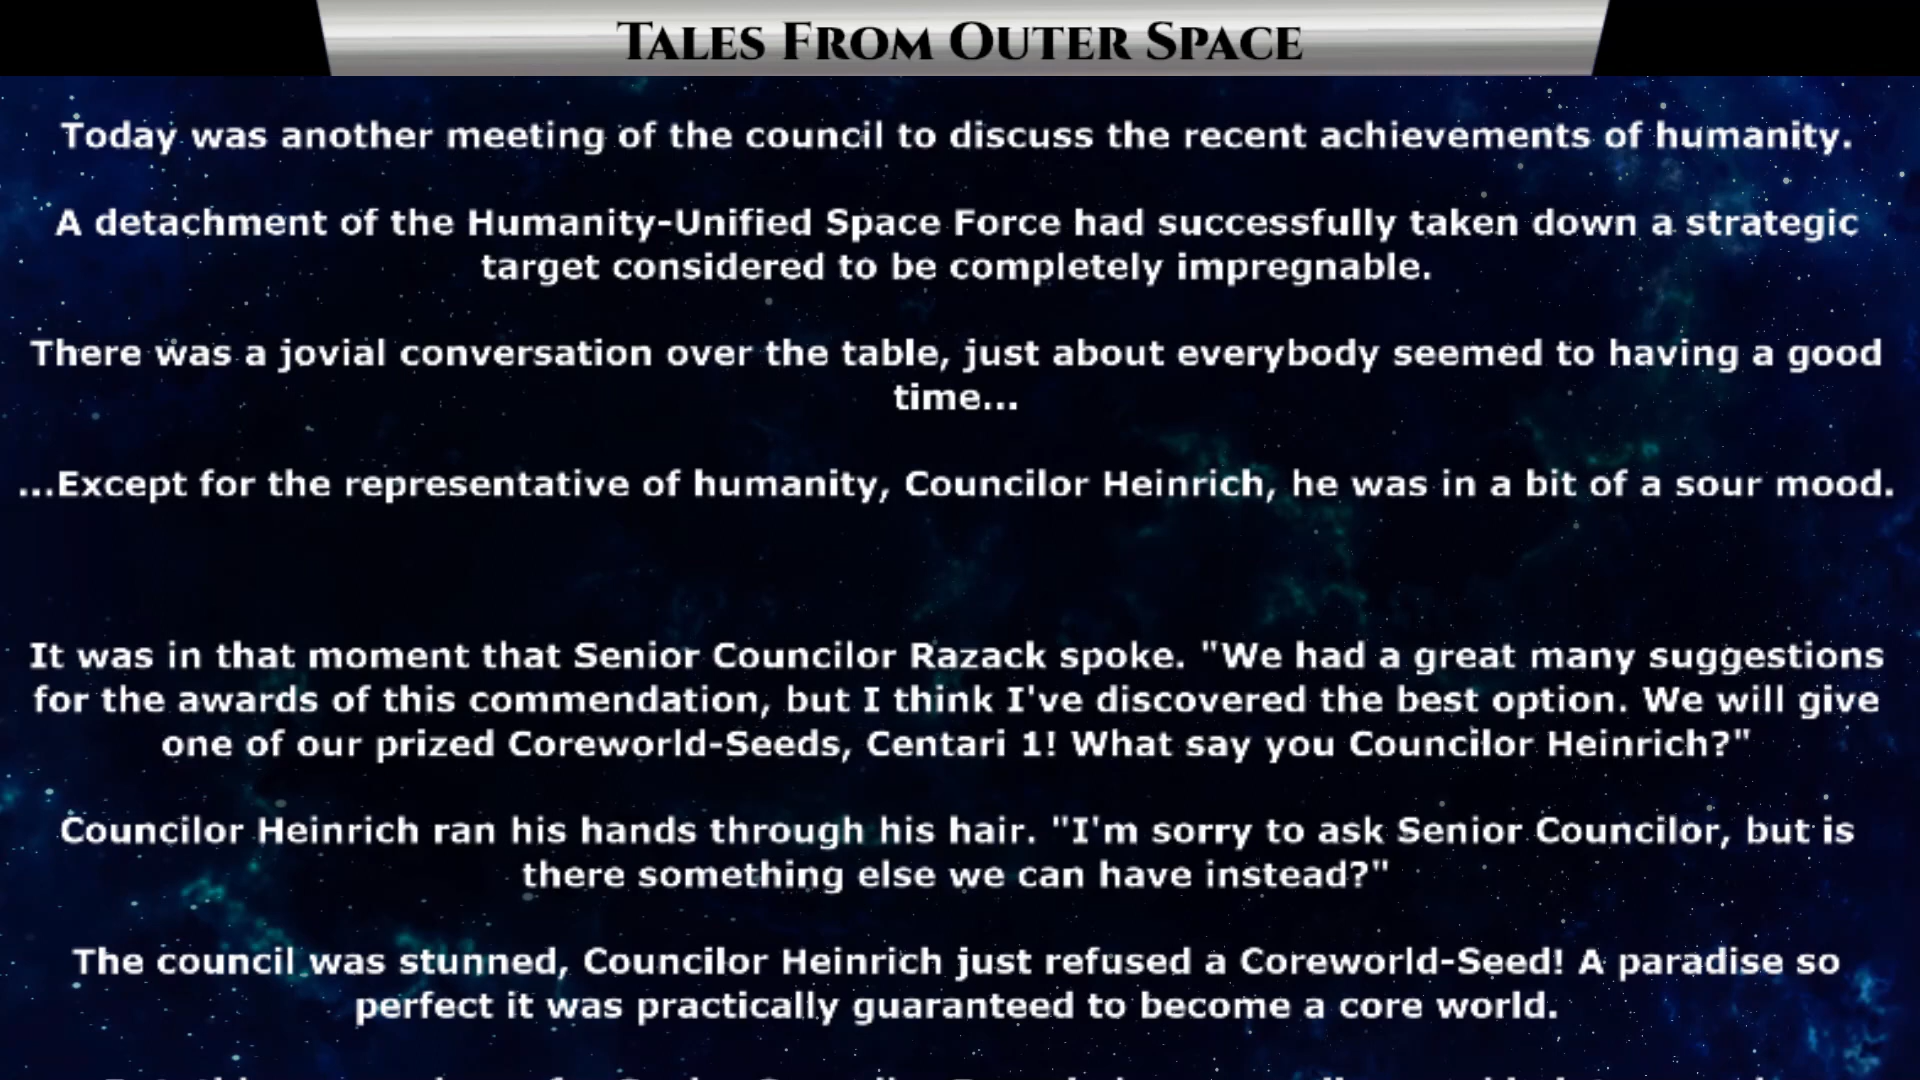 Tales From Outer Space
Today was another meeting of the council to discuss the recent achievements of humanity.
A detachment of the Humanity-Unified Space Force had successfully taken down a strategic
target considered to be completely impregnable.
There was a jovial conversation over the table, just about everybody seemed to having a good
time...
...Except for the representative of humanity, Councilor Heinrich, he was in a bit of a sour mood.
It was in that moment that Senior Councilor Razack spoke. "We had a great many suggestions
for the awards of this commendation, but I think I've discovered the best option. We will give
one of our prized Coreworld-Seeds, Centari 1! What say you Councilor Heinrich?"
Councilor Heinrich ran his hands through his hair. "I'm sorry to ask Senior Councilor, but is
there something else we can have instead?"
The council was stunned, Councilor Heinrich just refused a Coreworld-Seed! A paradise so
perfect it was practically guaranteed to become a core world.